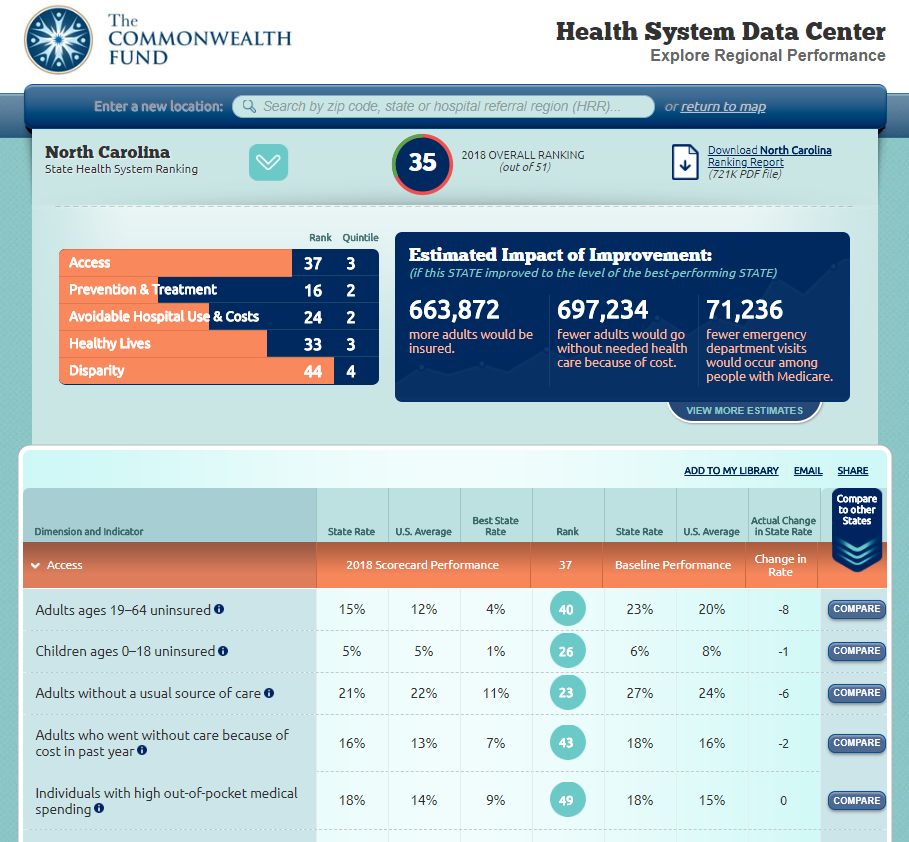 The
COMMONWEALTH
FUND
Health System Data Center
Explore Regional Performance
Enter a new location: Search by zip code, state or hospital referral region (HRR)... or return to map
North Carolina
State Health System Ranking
35
2018 OVERALL RANKING
(out of 51)
Download North Carolina
Ranking Report
(721K PDF file)
Rank Quintile
Access 37 3
Prevention & Treatment 16 2
Avoidable Hospital Use & Costs 24 2
Healthy Lives 33 3
Disparity 44 4
Estimated Impact of Improvement:
(if this STATE improved to the level of the best-performing STATE)
663,872
more adults would be
insured.
697,234
fewer adults would go
without needed health
care because of cost.
71,236
fewer emergency
department visits
would occur among
people with Medicare.
VIEW MORE ESTIMATES
ADD TO MY LIBRARY EMAIL SHARE
Dimension and Indicator
State Rate
U.S. Average
Best State
Rate
Rank
State Rate
U.S. Average
Actual Change
in State Rate
Compare
to other
States
Access
2018 Scorecard Performance
37
Baseline Performance
Change in
Rate
Adults ages 19–64 uninsured 15% 12% 4% 40 23% 20% -8 COMPARE
Children ages 0–18 uninsured 5% 5% 1% 26 6% 8% -1 COMPARE
Adults without a usual source of care 21% 22% 11% 23 27% 24% -6 COMPARE
Adults who went without care because of
cost in past year 16% 13% 7% 43 18% 16% -2 COMPARE
Individuals with high out-of-pocket medical
spending 18% 14% 9% 49 18% 15% 0 COMPARE